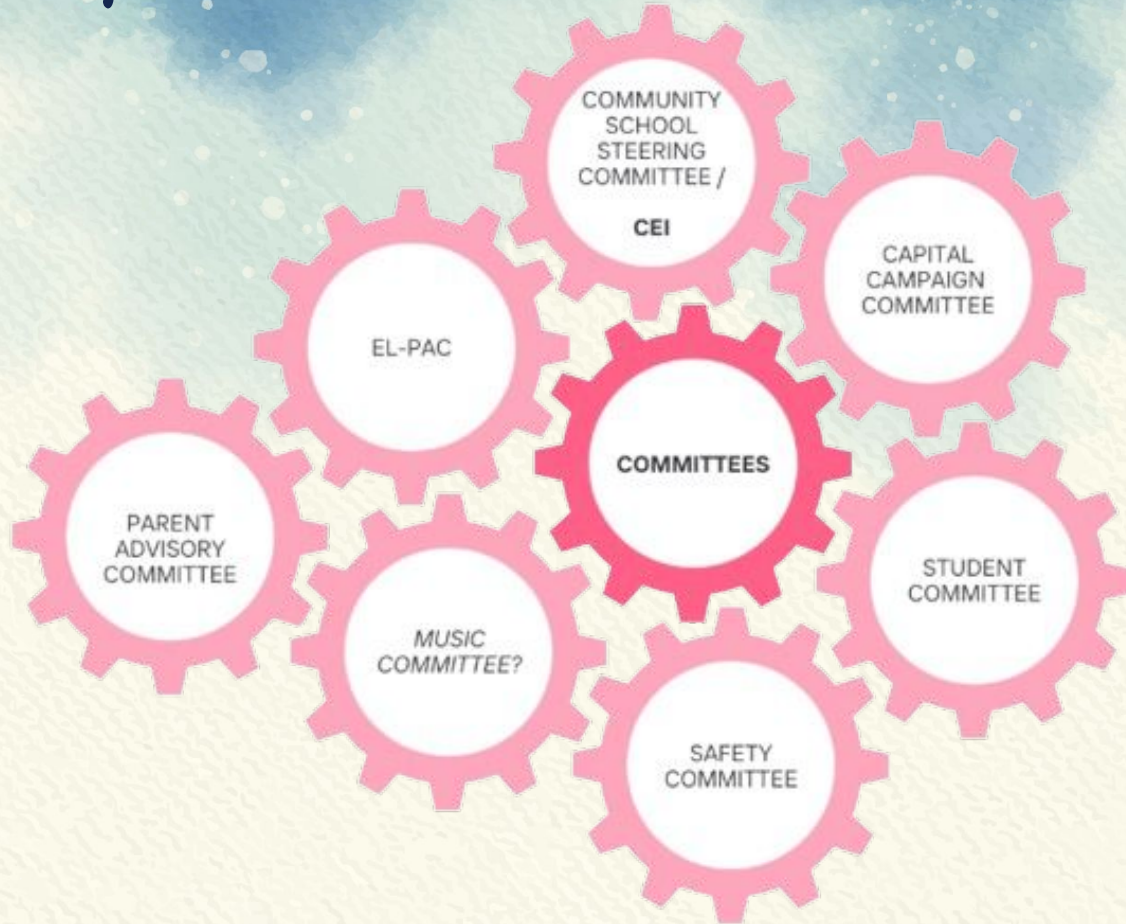 COMMUNITY
SCHOOL
STEERING
COMMITTEE /
CEI
CAPITAL
CAMPAIGN
COMMITTEE
EL-PAC
COMMITTEES
PARENT
ADVISORY
COMMITTEE
STUDENT
COMMITTEE
MUSIC
COMMITTEE?
SAFETY
COMMITTEE